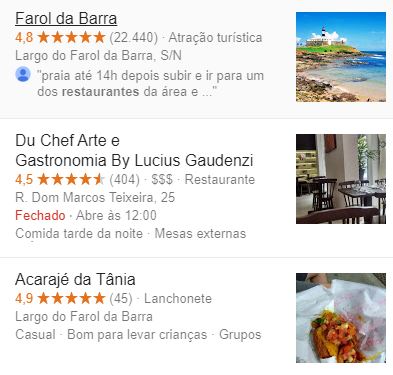 Farol da Barra
4,8 ★★★★★ (22.440) · Atração turística
Largo do Farol da Barra, S/N
"praia até 14h depois subir e ir para um
dos restaurantes da área e ..."
Du Chef Arte e
Gastronomia By Lucius Gaudenzi
4,5 ★★★★★ (404) · $$$ · Restaurante
R. Dom Marcos Teixeira, 25
Fechado · Abre às 12:00
Comida tarde da noite · Mesas externas
Acarajé da Tânia
4,9 ★★★★★ (45) · Lanchonete
Largo do Farol da Barra
Casual · Bom para levar crianças · Grupos